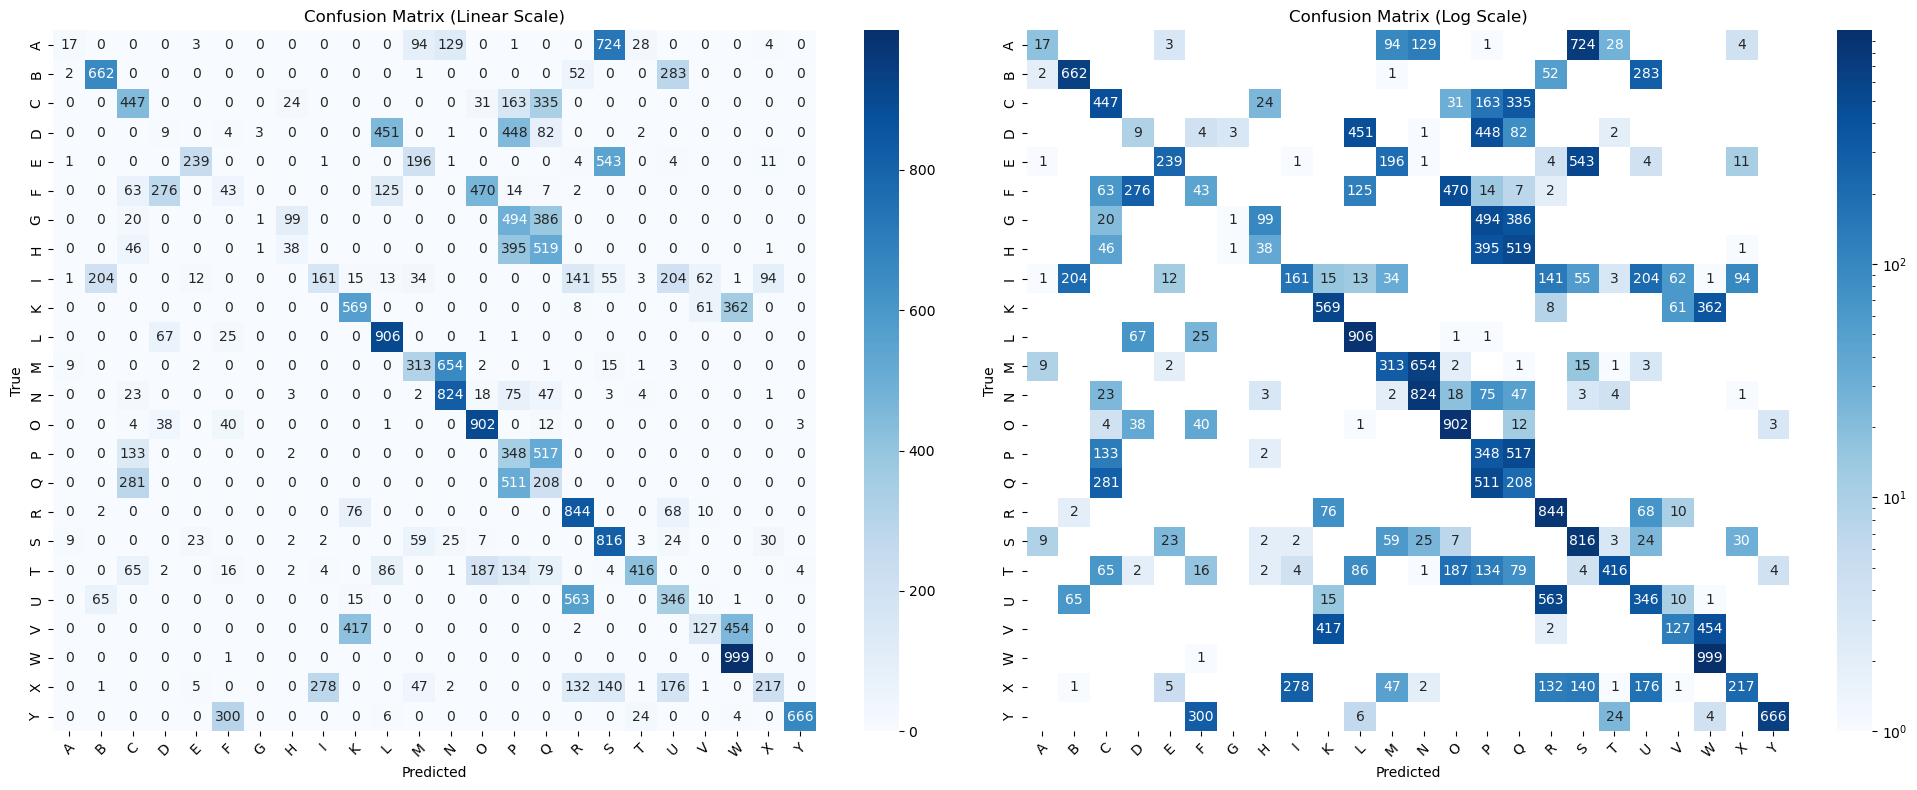 Confusion Matrix (Linear Scale)
A 17 0 0 0 3 0 0 0 0 0 0 94 129 0 1 0 0 724 28 0 0 0 4 0
B 2 662 0 0 0 0 0 0 0 0 0 1 0 0 0 0 52 0 0 283 0 0 0 0
C 0 0 447 0 0 0 0 24 0 0 0 0 0 31 163 335 0 0 0 0 0 0 0 0
D 0 0 0 9 0 4 3 0 0 0 451 0 1 0 448 82 0 0 2 0 0 0 0 0
E 1 0 0 0 239 0 0 0 1 0 0 196 1 0 0 0 4 543 0 4 0 0 11 0
F 0 0 63 276 0 43 0 0 0 0 125 0 0 470 14 7 2 0 0 0 0 0 0 0
G 0 0 20 0 0 0 1 99 0 0 0 0 0 0 494 386 0 0 0 0 0 0 0 0
H 0 0 46 0 0 0 1 38 0 0 0 0 0 0 395 519 0 0 0 0 0 0 1 0
I 1 204 0 0 12 0 0 0 161 15 13 34 0 0 0 0 141 55 3 204 62 1 94 0
K 0 0 0 0 0 0 0 0 0 569 0 0 0 0 0 0 8 0 0 0 61 362 0 0
L 0 0 0 67 0 25 0 0 0 0 906 0 0 1 1 0 0 0 0 0 0 0 0 0
M 9 0 0 0 2 0 0 0 0 0 0 313 654 2 0 1 0 15 1 3 0 0 0 0
N 0 0 23 0 0 0 0 3 0 0 0 2 824 18 75 47 0 3 4 0 0 0 1 0
O 0 0 4 38 0 40 0 0 0 0 1 0 0 902 0 12 0 0 0 0 0 0 0 3
P 0 0 133 0 0 0 0 2 0 0 0 0 0 0 348 517 0 0 0 0 0 0 0 0
Q 0 0 281 0 0 0 0 0 0 0 0 0 0 0 511 208 0 0 0 0 0 0 0 0
R 0 2 0 0 0 0 0 0 0 76 0 0 0 0 0 0 844 0 0 68 10 0 0 0
S 9 0 0 0 23 0 0 2 2 0 0 59 25 7 0 0 0 816 3 24 0 0 30 0
T 0 0 65 2 0 16 0 2 4 0 86 0 1 187 134 79 0 4 416 0 0 0 0 4
U 0 65 0 0 0 0 0 0 0 15 0 0 0 0 0 0 563 0 0 346 10 1 0 0
V 0 0 0 0 0 0 0 0 0 417 0 0 0 0 0 0 2 0 0 0 127 454 0 0
W 0 0 0 0 0 1 0 0 0 0 0 0 0 0 0 0 0 0 0 0 0 999 0 0
X 0 1 0 0 5 0 0 0 278 0 0 47 2 0 0 0 132 140 1 176 1 0 217 0
Y 0 0 0 0 0 300 0 0 0 0 6 0 0 0 0 0 0 0 24 0 0 4 0 666
A B C D E F G H I K L M N O P Q R S T U V W X Y
True
Predicted
800
600
400
200
0
Confusion Matrix (Log Scale)
A 17 3 94 129 1 724 28 4
B 2 662 1 52 283
C 447 24 31 163 335
D 9 4 3 451 1 448 82 2
E 1 239 1 196 1 4 543 4 11
F 63 276 43 125 470 14 7 2
G 20 1 99 494 386
H 46 1 38 395 519 1
I 1 204 12 161 15 13 34 141 55 3 204 62 1 94
K 569 8 61 362
L 67 25 906 1 1
M 9 2 313 654 2 1 15 1 3
N 23 3 2 824 18 75 47 3 4 1
O 4 38 40 1 902 12 3
P 133 2 348 517
Q 281 511 208
R 2 76 844 68 10
S 9 23 2 2 59 25 7 816 3 24 30
T 65 2 16 2 4 86 1 187 134 79 4 416 4
U 65 15 563 346 10 1
V 417 2 127 454
W 1 999
X 1 5 278 47 2 132 140 1 176 1 217
Y 300 6 24 4 666
A B C D E F G H I K L M N O P Q R S T U V W X Y
True
Predicted
10²
10¹
10⁰